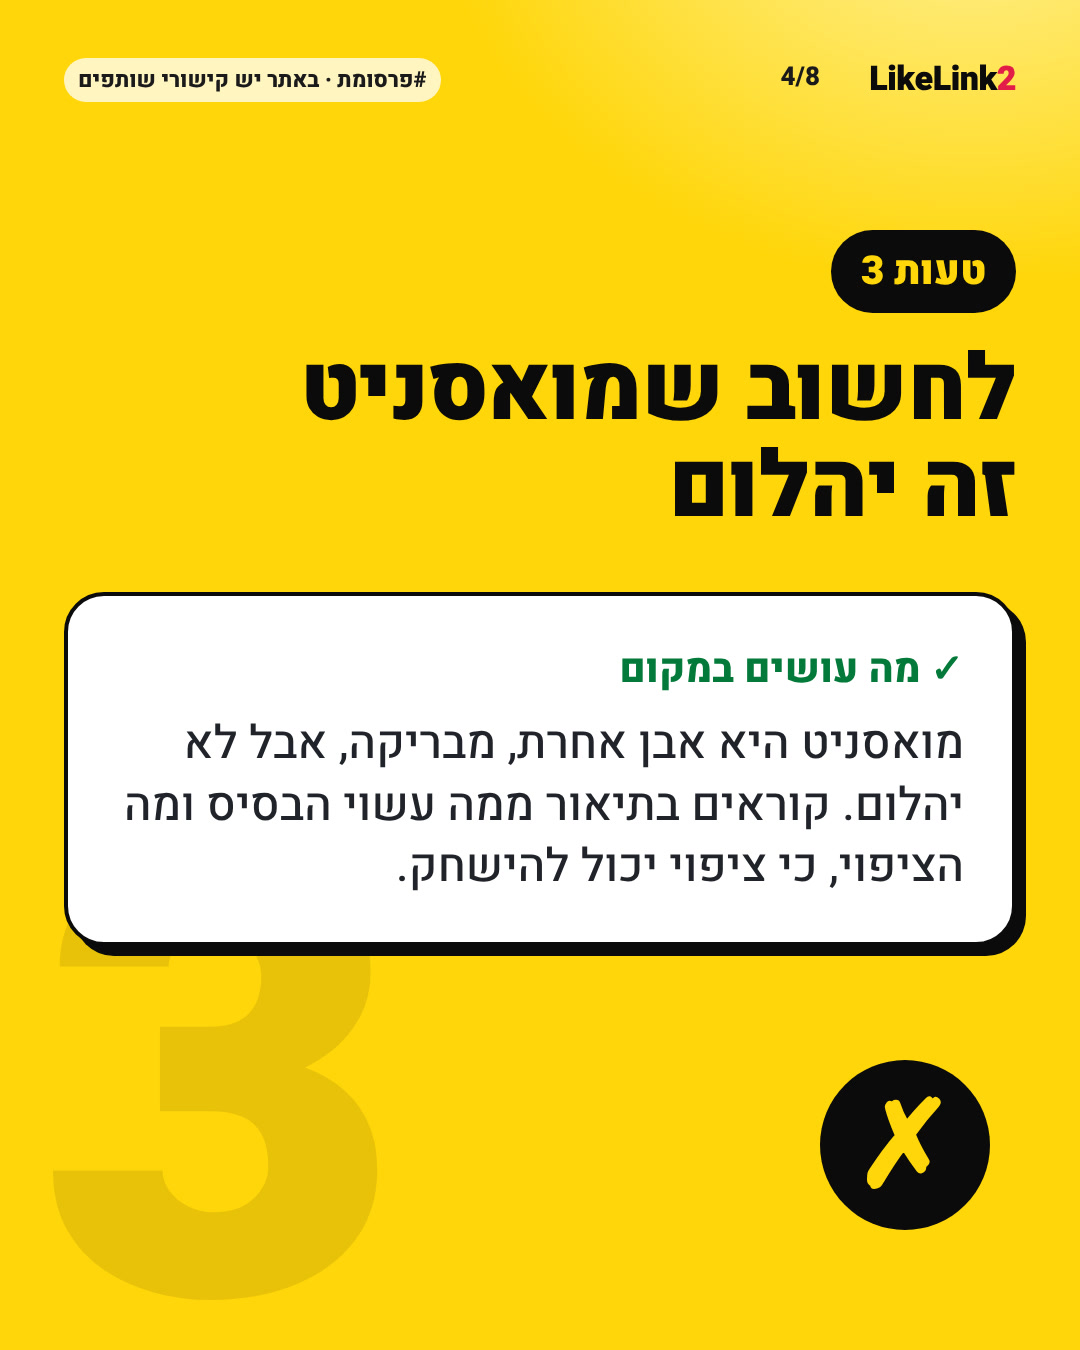 LikeLink2
4/8
#פרסומת · באתר יש קישורי שותפים
טעות 3
לחשוב שמואסניט
זה יהלום
✓ מה עושים במקום
מואסניט היא אבן אחרת, מבריקה, אבל לא
יהלום. קוראים בתיאור ממה עשוי הבסיס ומה
הציפוי, כי ציפוי יכול להישחק.
3
✗